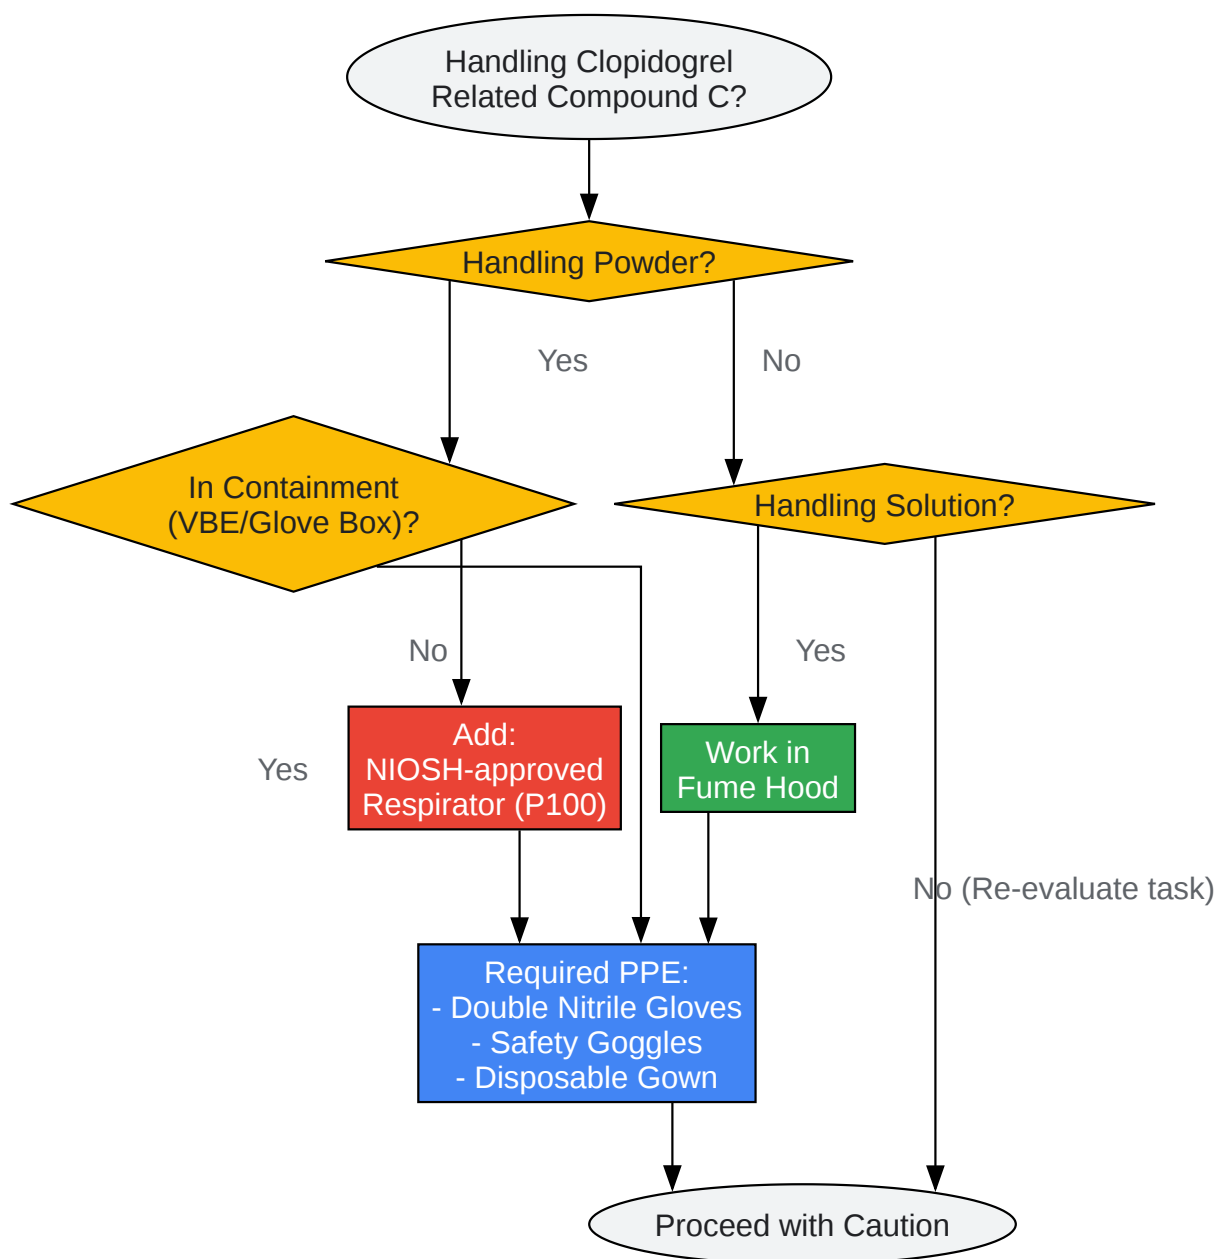 Handling Clopidogrel
Related Compound C?
Handling Powder?
Yes
No
In Containment
(VBE/Glove Box)?
Handling Solution?
No
Yes
Add:
NIOSH-approved
Respirator (P100)
Yes
Work in
Fume Hood
No (Re-evaluate task)
Required PPE:
- Double Nitrile Gloves
- Safety Goggles
- Disposable Gown
Proceed with Caution